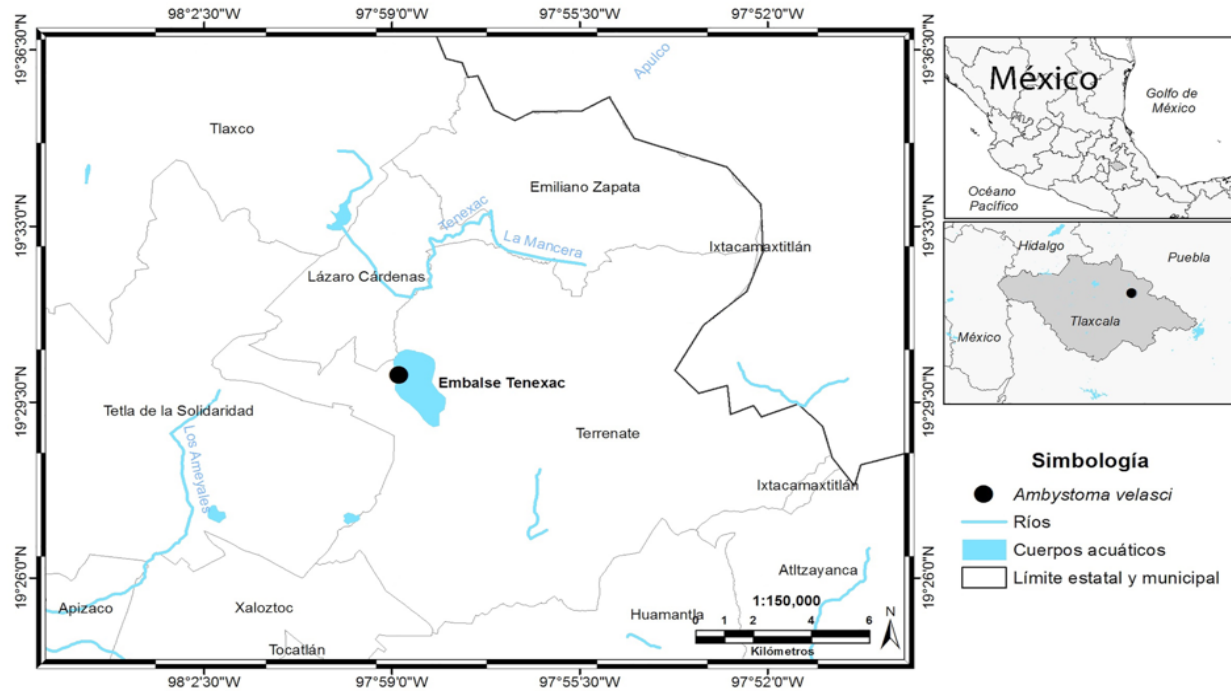 98°2'30"W
97°59'0"W
97°55'30"W
97°52'0"W
19°36'30"N
19°36'30"N
Apulco
Tlaxco
Emiliano Zapata
19°33'0"N
19°33'0"N
Tenexac
La Mancera
Ixtacamaxtitlán
Lázaro Cárdenas
Embalse Tenexac
19°29'30"N
19°29'30"N
Tetla de la Solidaridad
Los Ameyales
Terrenate
Ixtacamaxtitlán
19°26'0"N
19°26'0"N
Atltzayanca
Apizaco
Xaloztoc
Huamantla
Tocatlán
1:150,000
0 1 2 4 6
Kilómetros
N
98°2'30"W
97°59'0"W
97°55'30"W
97°52'0"W
México
Golfo de
México
Océano
Pacífico
Hidalgo
Puebla
Tlaxcala
México
Simbología
Ambystoma velasci
Ríos
Cuerpos acuáticos
Límite estatal y municipal